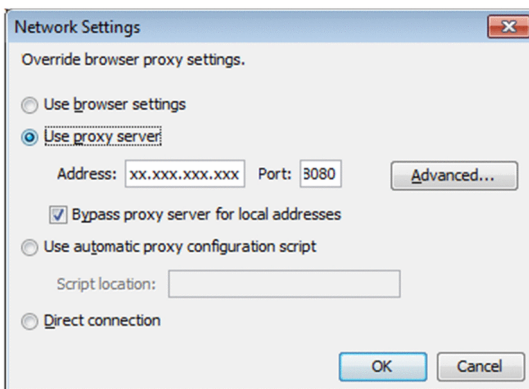 Network Settings
Override browser proxy settings.
Use browser settings
Use proxy server
Address: xx.xxx.xxx.xxx Port: 3080 Advanced...
Bypass proxy server for local addresses
Use automatic proxy configuration script
Script location:
Direct connection
OK Cancel